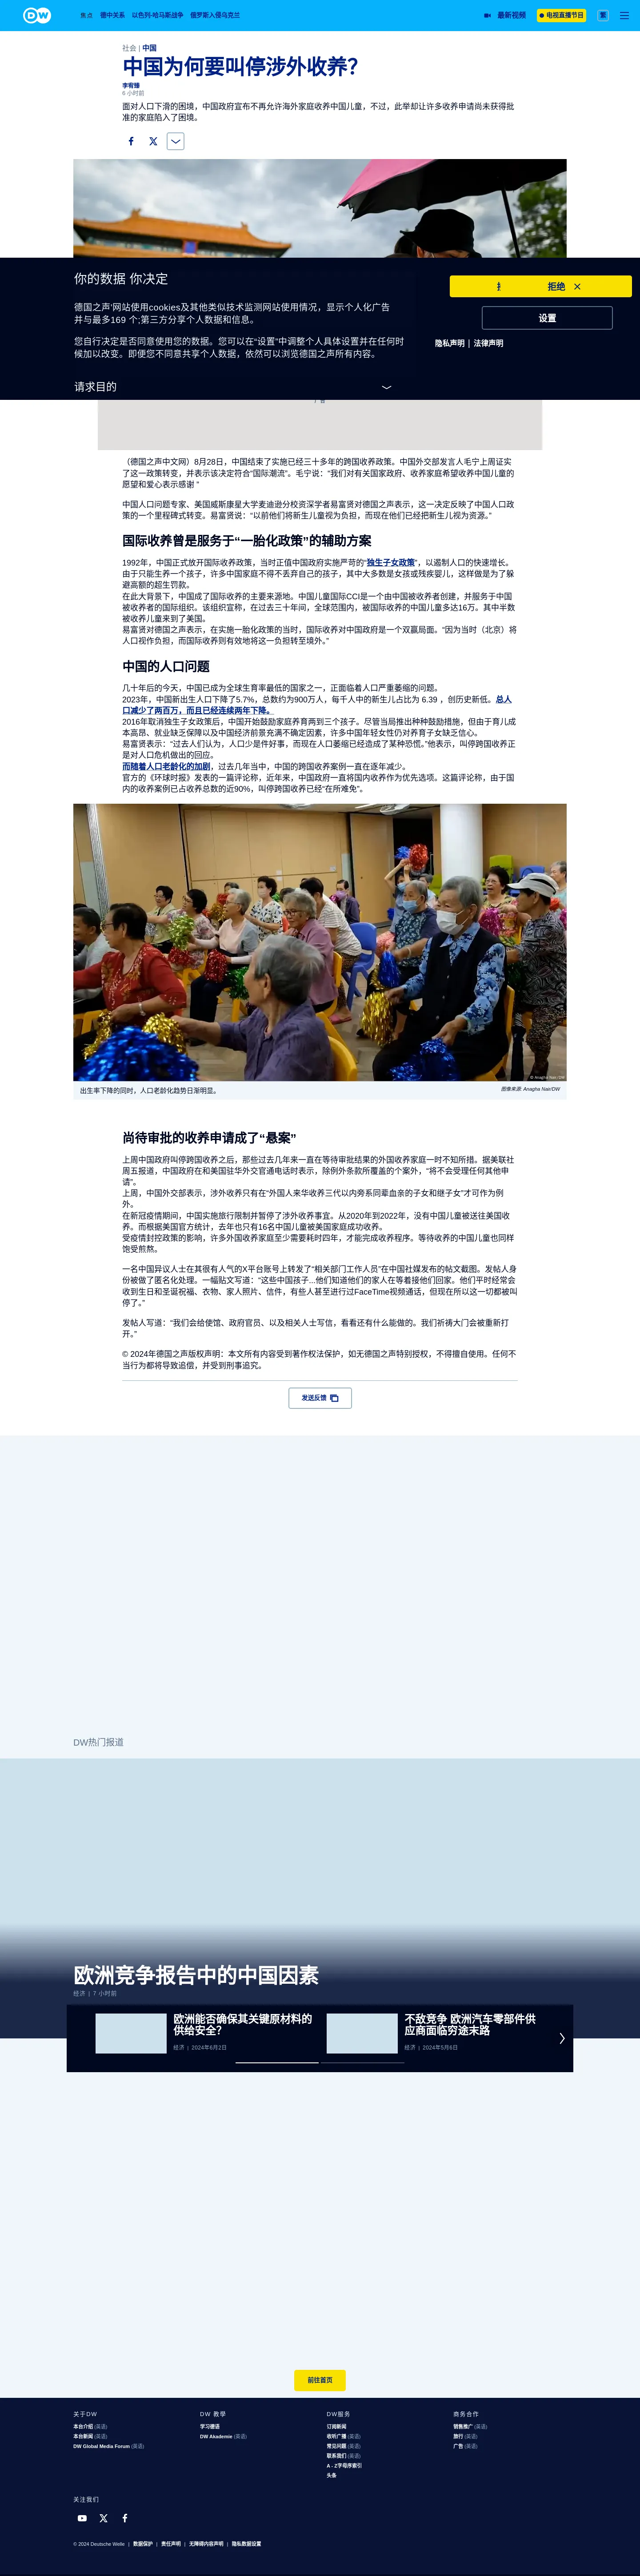 DW
焦点 德中关系 以色列-哈马斯战争 俄罗斯入侵乌克兰 最新视频 电视直播节目 繁
社会 | 中国
中国为何要叫停涉外收养?
李宥臻
6 小时前
面对人口下滑的困境，中国政府宣布不再允许海外家庭收养中国儿童，不过，此举却让许多收养申请尚未获得批
准的家庭陷入了困境。
你的数据 你决定
德国之声'网站使用cookies及其他类似技术监测网站使用情况，显示个人化广告
并与最多169 个;第三方分享个人数据和信息。
您自行决定是否同意使用您的数据。您可以在“设置”中调整个人具体设置并在任何时
候加以改变。即便您不同意共享个人数据，依然可以浏览德国之声所有内容。
请求目的
拒绝
设置
隐私声明 | 法律声明
（德国之声中文网）8月28日，中国结束了实施已经三十多年的跨国收养政策。中国外交部发言人毛宁上周证实
了这一政策转变，并表示该决定符合“国际潮流”。毛宁说：“我们对有关国家政府、收养家庭希望收养中国儿童的
愿望和爱心表示感谢 ”
中国人口问题专家、美国威斯康星大学麦迪逊分校资深学者易富贤对德国之声表示，这一决定反映了中国人口政
策的一个里程碑式转变。易富贤说：“以前他们将新生儿童视为负担，而现在他们已经把新生儿视为资源。”
国际收养曾是服务于“一胎化政策”的辅助方案
1992年，中国正式放开国际收养政策，当时正值中国政府实施严苛的“独生子女政策”，以遏制人口的快速增长。
由于只能生养一个孩子，许多中国家庭不得不丢弃自己的孩子，其中大多数是女孩或残疾婴儿，这样做是为了躲
避高额的超生罚款。
在此大背景下，中国成了国际收养的主要来源地。中国儿童国际CCI是一个由中国被收养者创建，并服务于中国
被收养者的国际组织。该组织宣称，在过去三十年间，全球范围内，被国际收养的中国儿童多达16万。其中半数
被收养儿童来到了美国。
易富贤对德国之声表示，在实施一胎化政策的当时，国际收养对中国政府是一个双赢局面。“因为当时（北京）将
人口视作负担，而国际收养则有效地将这一负担转至境外。”
中国的人口问题
几十年后的今天，中国已成为全球生育率最低的国家之一，正面临着人口严重萎缩的问题。
2023年，中国新出生人口下降了5.7%，总数约为900万人，每千人中的新生儿占比为 6.39 ，创历史新低。总人
口减少了两百万，而且已经连续两年下降。
2016年取消独生子女政策后，中国开始鼓励家庭养育两到三个孩子。尽管当局推出种种鼓励措施，但由于育儿成
本高昂、就业缺乏保障以及中国经济前景充满不确定因素，许多中国年轻女性仍对养育子女缺乏信心。
易富贤表示：“过去人们认为，人口少是件好事，而现在人口萎缩已经造成了某种恐慌。”他表示，叫停跨国收养正
是对人口危机做出的回应。
而随着人口老龄化的加剧，过去几年当中，中国的跨国收养案例一直在逐年减少。
官方的《环球时报》发表的一篇评论称，近年来，中国政府一直将国内收养作为优先选项。这篇评论称，由于国
内的收养案例已占收养总数的近90%，叫停跨国收养已经“在所难免”。
© Anagha Nair/DW
出生率下降的同时，人口老龄化趋势日渐明显。
图像来源: Anagha Nair/DW
尚待审批的收养申请成了“悬案”
上周中国政府叫停跨国收养之后，那些过去几年来一直在等待审批结果的外国收养家庭一时不知所措。据美联社
周五报道，中国政府在和美国驻华外交官通电话时表示，除例外条款所覆盖的个案外，“将不会受理任何其他申
请”。
上周，中国外交部表示，涉外收养只有在“外国人来华收养三代以内旁系同辈血亲的子女和继子女”才可作为例
外。
在新冠疫情期间，中国实施旅行限制并暂停了涉外收养事宜。从2020年到2022年，没有中国儿童被送往美国收
养。而根据美国官方统计，去年也只有16名中国儿童被美国家庭成功收养。
受疫情封控政策的影响，许多外国收养家庭至少需要耗时四年，才能完成收养程序。等待收养的中国儿童也同样
饱受煎熬。
一名中国异议人士在其很有人气的X平台账号上转发了“相关部门工作人员”在中国社媒发布的帖文截图。发帖人身
份被做了匿名化处理。一幅贴文写道：“这些中国孩子...他们知道他们的家人在等着接他们回家。他们平时经常会
收到生日和圣诞祝福、衣物、家人照片、信件，有些人甚至进行过FaceTime视频通话，但现在所以这一切都被叫
停了。”
发帖人写道：“我们会给使馆、政府官员、以及相关人士写信，看看还有什么能做的。我们祈祷大门会被重新打
开。”
© 2024年德国之声版权声明：本文所有内容受到著作权法保护，如无德国之声特别授权，不得擅自使用。任何不
当行为都将导致追偿，并受到刑事追究。
发送反馈
DW热门报道
欧洲竞争报告中的中国因素
经济 | 7 小时前
欧洲能否确保其关键原材料的
供给安全?
经济 | 2024年6月2日
不敌竞争 欧洲汽车零部件供
应商面临穷途末路
经济 | 2024年5月6日
前往首页
关于DW
本台介绍 (英语)
本台新闻 (英语)
DW Global Media Forum (英语)
DW 教学
学习德语
DW Akademie (英语)
DW服务
订阅新闻
收听广播 (英语)
常见问题 (英语)
联系我们 (英语)
A - Z字母序索引
头条
商务合作
销售推广 (英语)
旅行 (英语)
广告 (英语)
关注我们
© 2024 Deutsche Welle | 数据保护 | 责任声明 | 无障碍内容声明 | 隐私数据设置